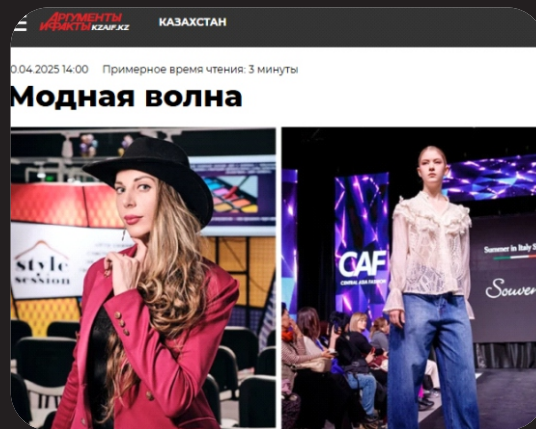 АРГУМЕНТЫ
И ФАКТЫ KZAIF.KZ
КАЗАХСТАН
0.04.2025 14:00 Примерное время чтения: 3 минуты
Модная волна
style
session
CAF
CENTRAL ASIA FASHION
Summer in Italy S
Souven